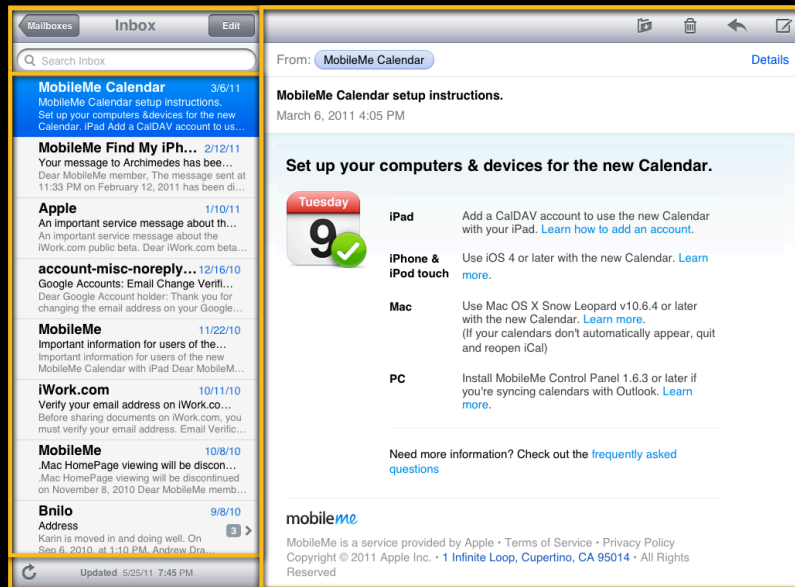 Mailboxes
Inbox
Edit
Search Inbox
MobileMe Calendar 3/6/11
MobileMe Calendar setup instructions.
Set up your computers &devices for the new
Calendar. iPad Add a CalDAV account to us…
MobileMe Find My iPh… 2/12/11
Your message to Archimedes has bee…
Dear MobileMe member, The message sent at
11:33 PM on February 12, 2011 has been di…
Apple 1/10/11
An important service message about th…
An important service message about the
iWork.com public beta. Dear iWork.com beta…
account-misc-noreply… 12/16/10
Google Accounts: Email Change Verifi…
Dear Google Account holder: Thank you for
changing the email address on your Google…
MobileMe 11/22/10
Important information for users of the…
Important information for users of the new
MobileMe Calendar with iPad Dear MobileM…
iWork.com 10/11/10
Verify your email address on iWork.co…
Before sharing documents on iWork.com, you
must verify your email address. Email Verific…
MobileMe 10/8/10
.Mac HomePage viewing will be discon…
.Mac HomePage viewing will be discontinued
on November 8, 2010 Dear MobileMe memb…
Bnilo 9/8/10
Address
Karin is moved in and doing well. On 3
Sep 6, 2010, at 1:10 PM, Andrew Dra…
Updated 5/25/11 7:45 PM
From: MobileMe Calendar Details
MobileMe Calendar setup instructions.
March 6, 2011 4:05 PM
Set up your computers & devices for the new Calendar.
Tuesday
9
iPad Add a CalDAV account to use the new Calendar
with your iPad. Learn how to add an account.
iPhone & Use iOS 4 or later with the new Calendar. Learn
iPod touch more.
Mac Use Mac OS X Snow Leopard v10.6.4 or later
with the new Calendar. Learn more.
(If your calendars don't automatically appear, quit
and reopen iCal)
PC Install MobileMe Control Panel 1.6.3 or later if
you're syncing calendars with Outlook. Learn
more.
Need more information? Check out the frequently asked
questions
mobileme
MobileMe is a service provided by Apple • Terms of Service • Privacy Policy
Copyright © 2011 Apple Inc. • 1 Infinite Loop, Cupertino, CA 95014 • All Rights
Reserved